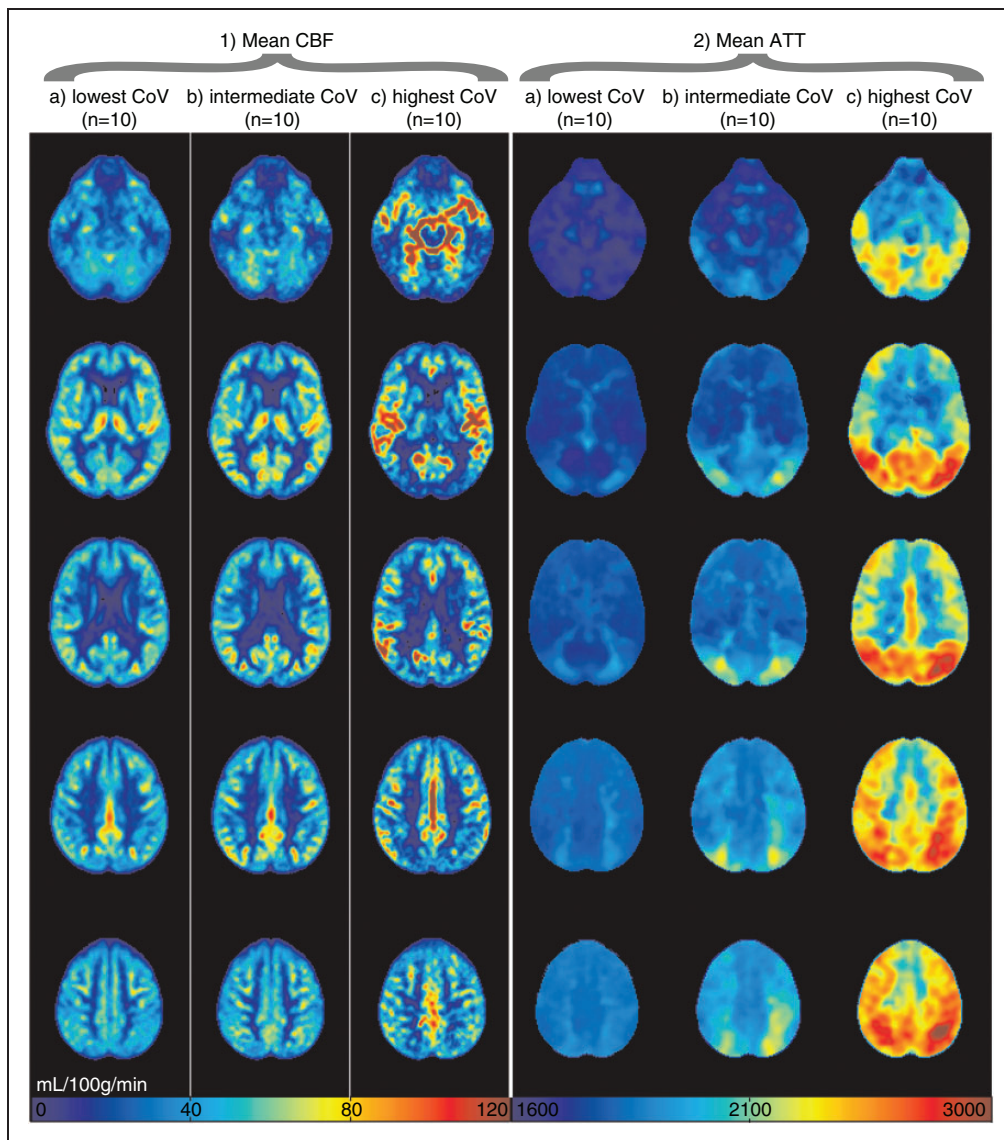 1) Mean CBF
2) Mean ATT
a) lowest CoV
(n=10)
b) intermediate CoV
(n=10)
c) highest CoV
(n=10)
a) lowest CoV
(n=10)
b) intermediate CoV
(n=10)
c) highest CoV
(n=10)
mL/100g/min
0 40 80 120
1600 2100 3000